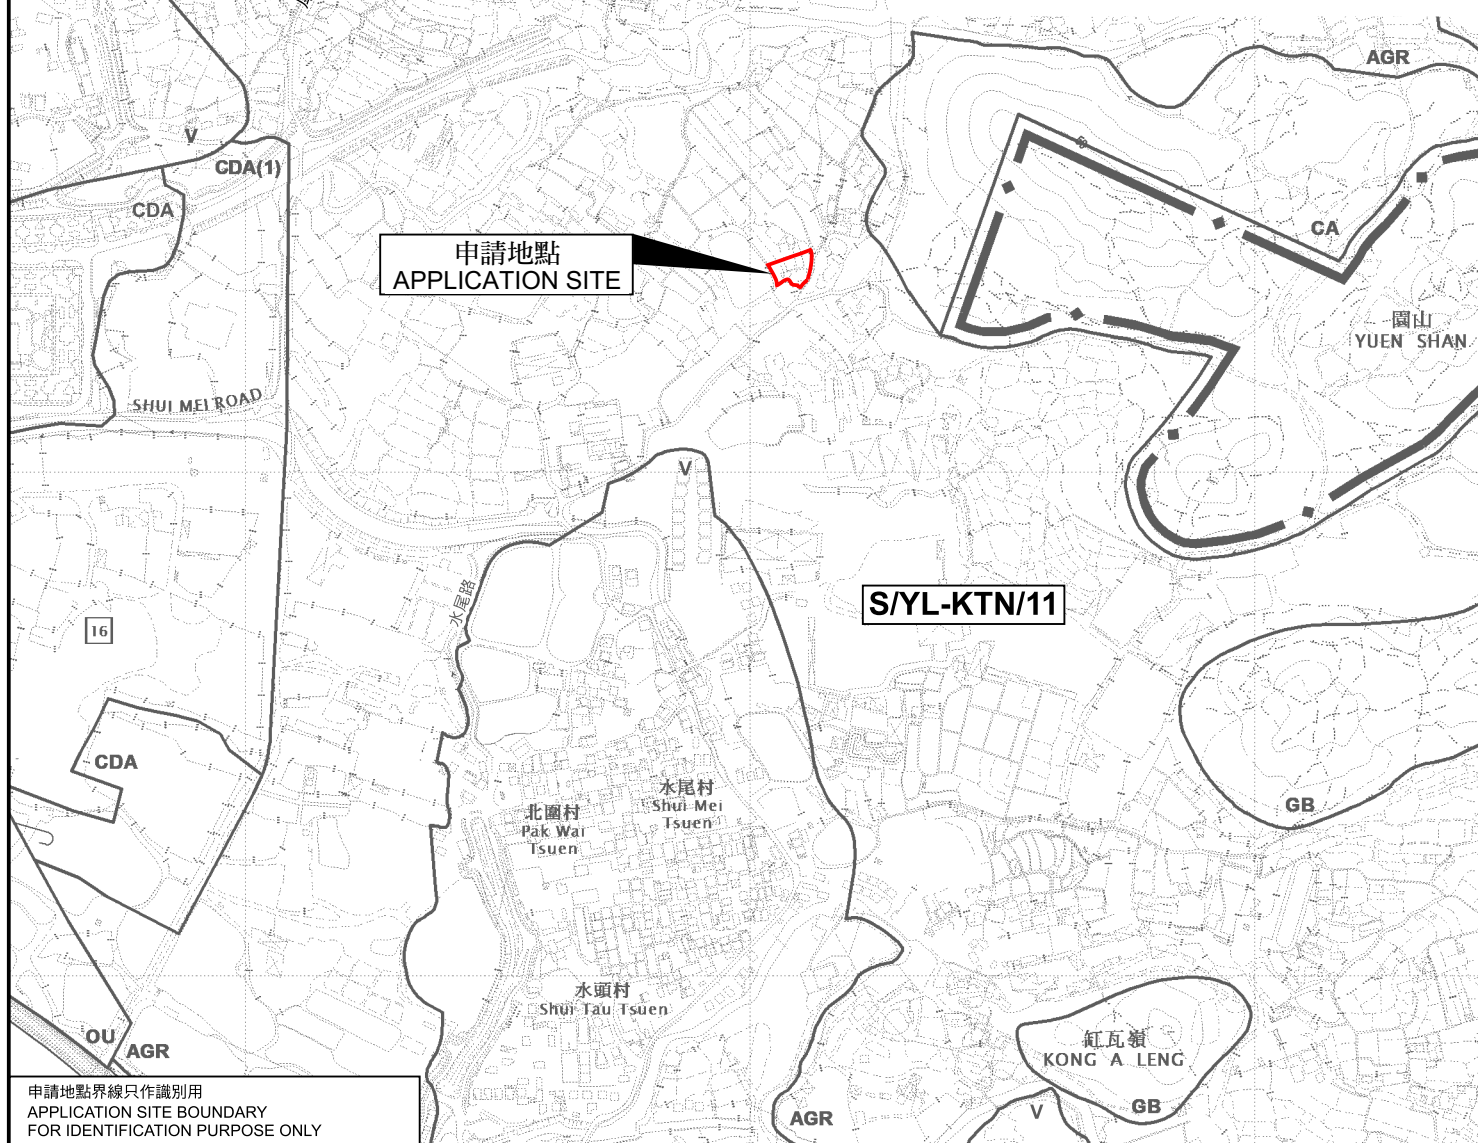 AGR
V
CDA(1)
CDA
CA
申請地點
APPLICATION SITE
園山
YUEN SHAN
SHUI MEI ROAD
V
水尾路
S/YL-KTN/11
16
CDA
GB
水尾村
Shui Mei
Tsuen
北圍村
Pak Wai
Tsuen
水頭村
Shui Tau Tsuen
OU
AGR
缸瓦嶺
KONG A LENG
GB
V
AGR
申請地點界線只作識別用
APPLICATION SITE BOUNDARY
FOR IDENTIFICATION PURPOSE ONLY